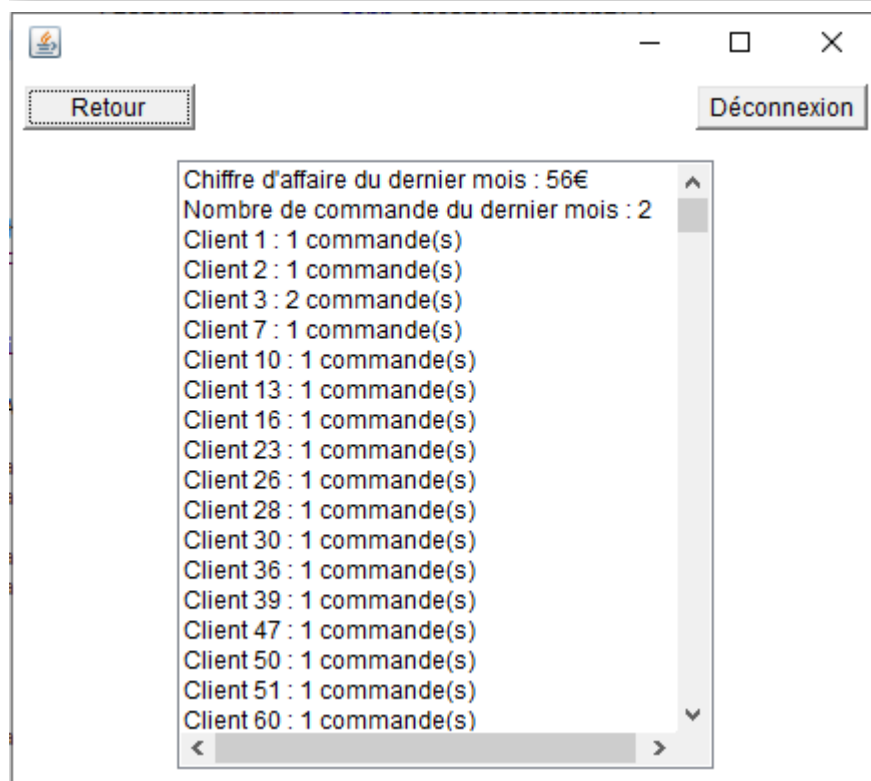 Retour
Déconnexion
Chiffre d'affaire du dernier mois : 56€
Nombre de commande du dernier mois : 2
Client 1 : 1 commande(s)
Client 2 : 1 commande(s)
Client 3 : 2 commande(s)
Client 7 : 1 commande(s)
Client 10 : 1 commande(s)
Client 13 : 1 commande(s)
Client 16 : 1 commande(s)
Client 23 : 1 commande(s)
Client 26 : 1 commande(s)
Client 28 : 1 commande(s)
Client 30 : 1 commande(s)
Client 36 : 1 commande(s)
Client 39 : 1 commande(s)
Client 47 : 1 commande(s)
Client 50 : 1 commande(s)
Client 51 : 1 commande(s)
Client 60 : 1 commande(s)